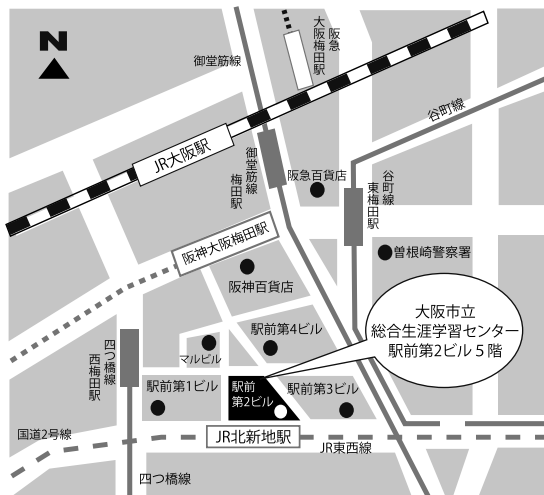 N
御堂筋線
阪急
大阪梅田駅
谷町線
JR大阪駅
御堂筋線
梅田駅
阪急百貨店
谷町線
東梅田駅
阪神大阪梅田駅
曽根崎警察署
阪神百貨店
大阪市立
総合生涯学習センター
駅前第2ビル5階
駅前第4ビル
マルビル
四つ橋線
西梅田駅
駅前第1ビル
駅前
第2ビル
駅前第3ビル
国道2号線
JR北新地駅
JR東西線
四つ橋線